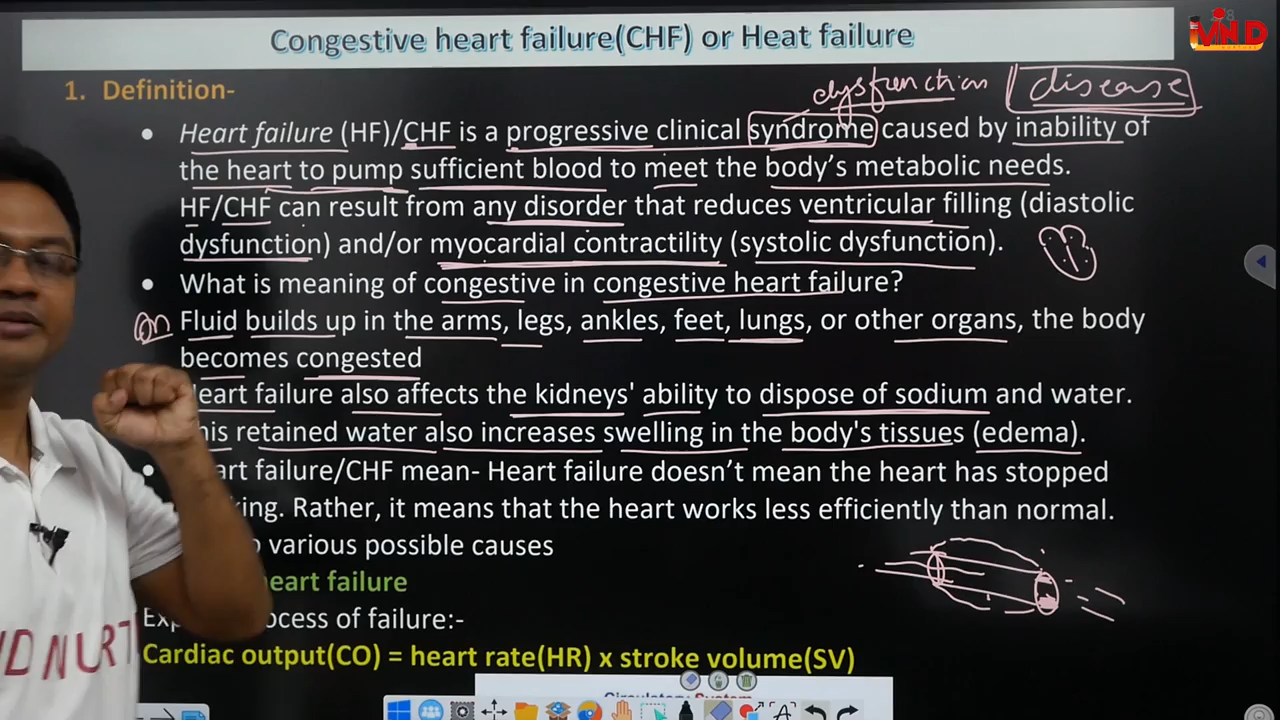 MND
Congestive heart failure(CHF) or Heat failure
dysfunction disease
1. Definition-
• Heart failure (HF)/CHF is a progressive clinical syndrome caused by inability of
the heart to pump sufficient blood to meet the body's metabolic needs.
HF/CHF can result from any disorder that reduces ventricular filling (diastolic
dysfunction) and/or myocardial contractility (systolic dysfunction).
• What is meaning of congestive in congestive heart failure?
Fluid builds up in the arms, legs, ankles, feet, lungs, or other organs, the body
becomes congested
eart failure also affects the kidneys' ability to dispose of sodium and water.
his retained water also increases swelling in the body's tissues (edema).
• art failure/CHF mean- Heart failure doesn't mean the heart has stopped
king. Rather, it means that the heart works less efficiently than normal.
various possible causes
heart failure
ocess of failure:-
Cardiac output(CO) = heart rate(HR) x stroke volume(SV)
Circulatory System
ND NURT